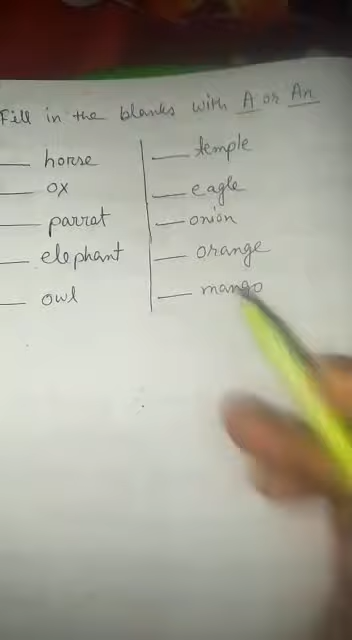 Fill in the blanks with A or An
___ horse
___ ox
___ parrat
___ elephant
___ owl
___ temple
___ eagle
___ onion
___ orange
___ mango